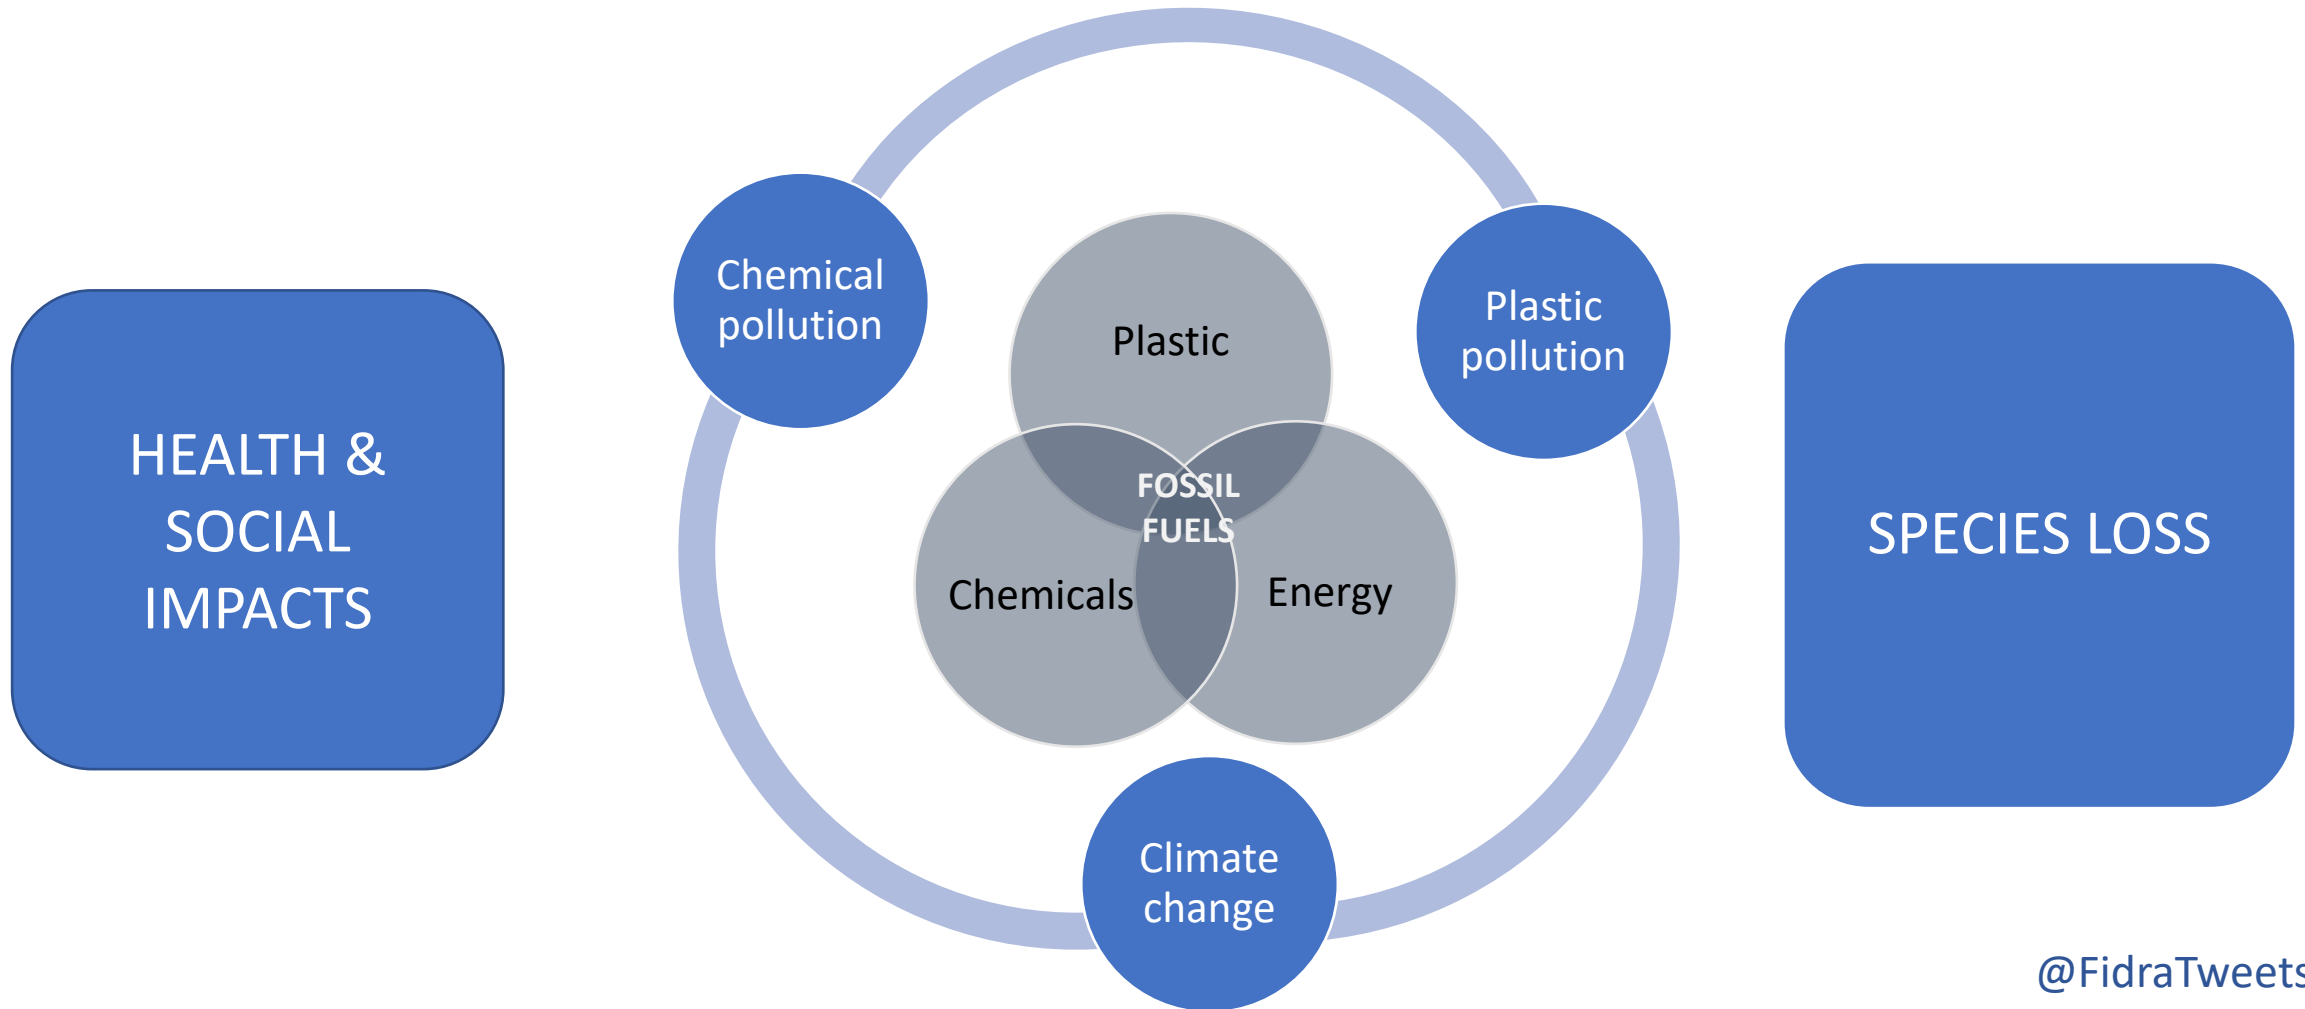 HEALTH &
SOCIAL
IMPACTS
Chemical
pollution
Plastic
Plastic
pollution
FOSSIL
FUELS
Chemicals
Energy
Climate
change
SPECIES LOSS
@FidraTweets